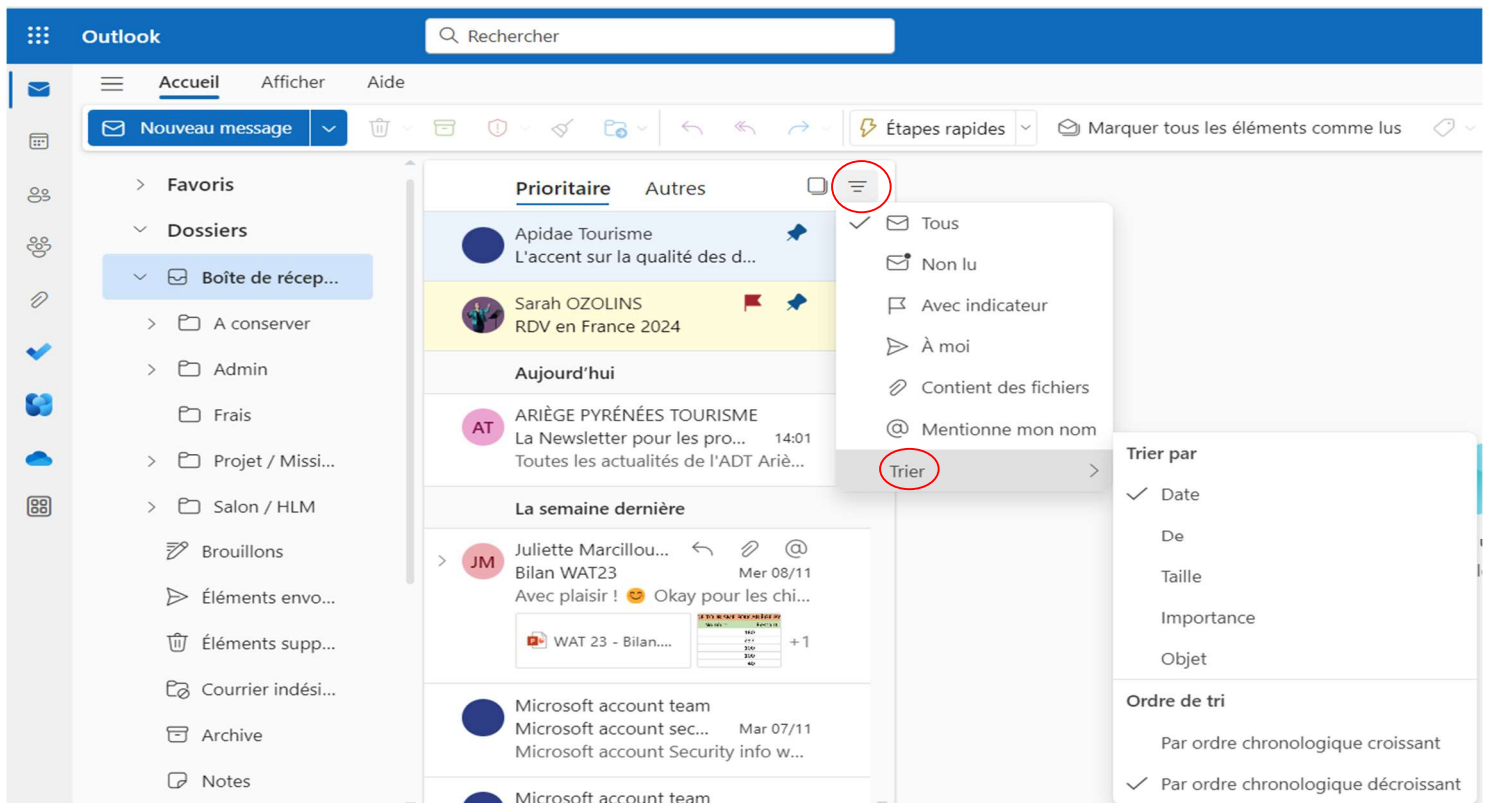 Outlook
Rechercher
Accueil Afficher Aide
Nouveau message
Étapes rapides
Marquer tous les éléments comme lus
Favoris
Dossiers
Boîte de récep...
A conserver
Admin
Frais
Projet / Missi...
Salon / HLM
Brouillons
Éléments envo...
Éléments supp...
Courrier indési...
Archive
Notes
Prioritaire Autres
Apidae Tourisme
L'accent sur la qualité des d...
Sarah OZOLINS
RDV en France 2024
Aujourd'hui
AT
ARIÈGE PYRÉNÉES TOURISME
La Newsletter pour les pro... 14:01
Toutes les actualités de l'ADT Ariè...
La semaine dernière
JM
Juliette Marcillou... @
Bilan WAT23 Mer 08/11
Avec plaisir ! 😊 Okay pour les chi...
WAT 23 - Bilan....
+1
Microsoft account team
Microsoft account sec... Mar 07/11
Microsoft account Security info w...
Microsoft account team
Tous
Non lu
Avec indicateur
À moi
Contient des fichiers
@ Mentionne mon nom
Trier
Trier par
Date
De
Taille
Importance
Objet
Ordre de tri
Par ordre chronologique croissant
Par ordre chronologique décroissant